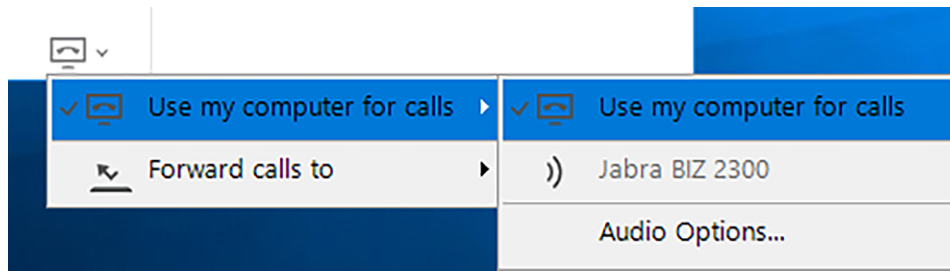 Use my computer for calls
Forward calls to
Use my computer for calls
Jabra BIZ 2300
Audio Options...